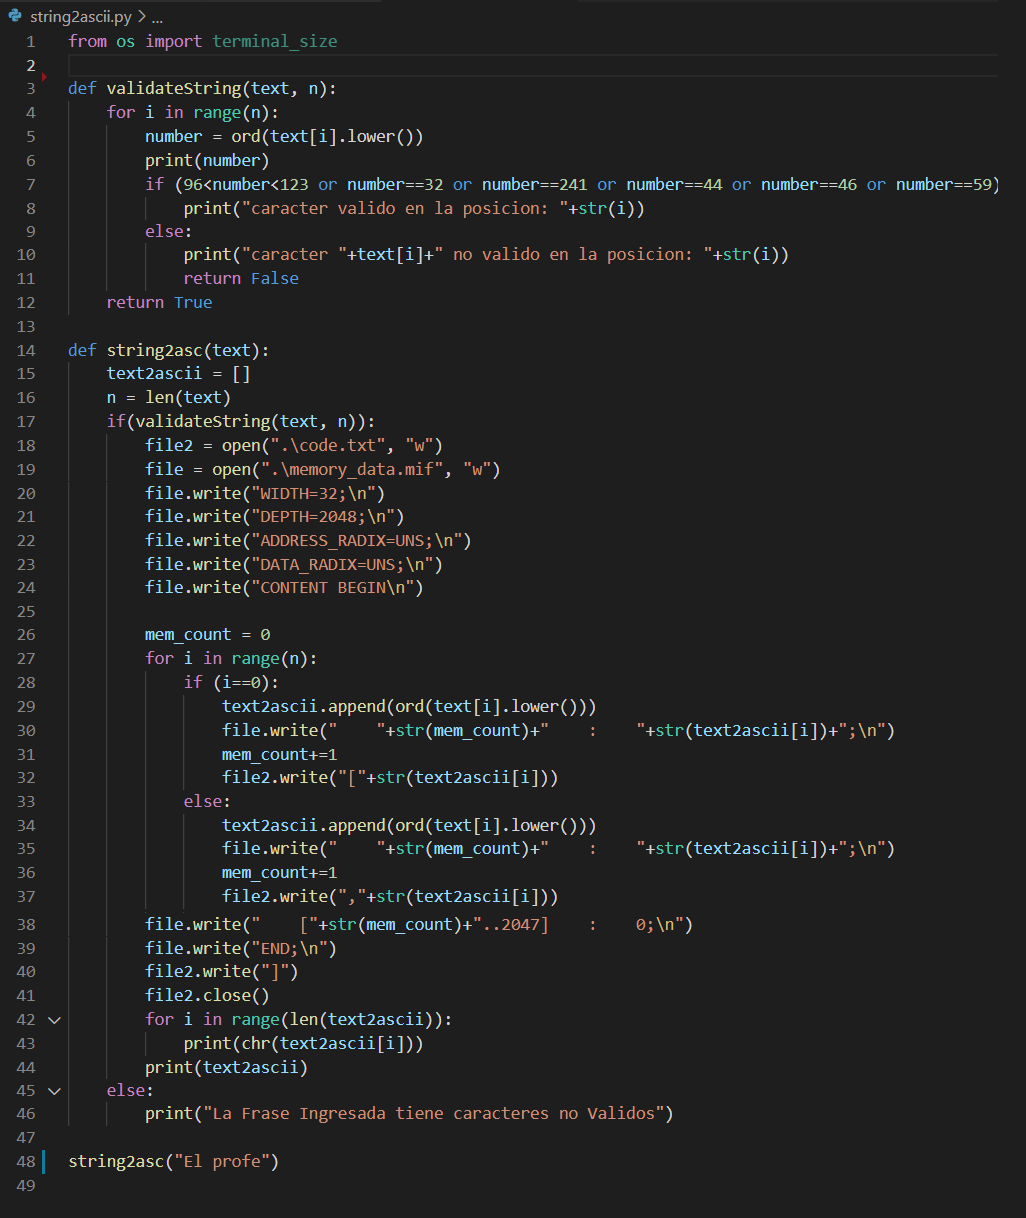 string2ascii.py > ...
1 from os import terminal_size
2
3 def validateString(text, n):
4     for i in range(n):
5         number = ord(text[i].lower())
6         print(number)
7         if (96<number<123 or number==32 or number==241 or number==44 or number==46 or number==59)
8             print("caracter valido en la posicion: "+str(i))
9         else:
10             print("caracter "+text[i]+" no valido en la posicion: "+str(i))
11             return False
12     return True
13
14 def string2asc(text):
15     text2ascii = []
16     n = len(text)
17     if(validateString(text, n)):
18         file2 = open(".\code.txt", "w")
19         file = open(".\memory_data.mif", "w")
20         file.write("WIDTH=32;\n")
21         file.write("DEPTH=2048;\n")
22         file.write("ADDRESS_RADIX=UNS;\n")
23         file.write("DATA_RADIX=UNS;\n")
24         file.write("CONTENT BEGIN\n")
25
26         mem_count = 0
27         for i in range(n):
28             if (i==0):
29                 text2ascii.append(ord(text[i].lower()))
30                 file.write("    "+str(mem_count)+"    :    "+str(text2ascii[i])+";\n")
31                 mem_count+=1
32                 file2.write("["+str(text2ascii[i]))
33             else:
34                 text2ascii.append(ord(text[i].lower()))
35                 file.write("    "+str(mem_count)+"    :    "+str(text2ascii[i])+";\n")
36                 mem_count+=1
37                 file2.write(","+str(text2ascii[i]))
38         file.write("    ["+str(mem_count)+"..2047]    :    0;\n")
39         file.write("END;\n")
40         file2.write("]")
41         file2.close()
42         for i in range(len(text2ascii)):
43             print(chr(text2ascii[i]))
44         print(text2ascii)
45     else:
46         print("La Frase Ingresada tiene caracteres no Validos")
47
48 string2asc("El profe")
49